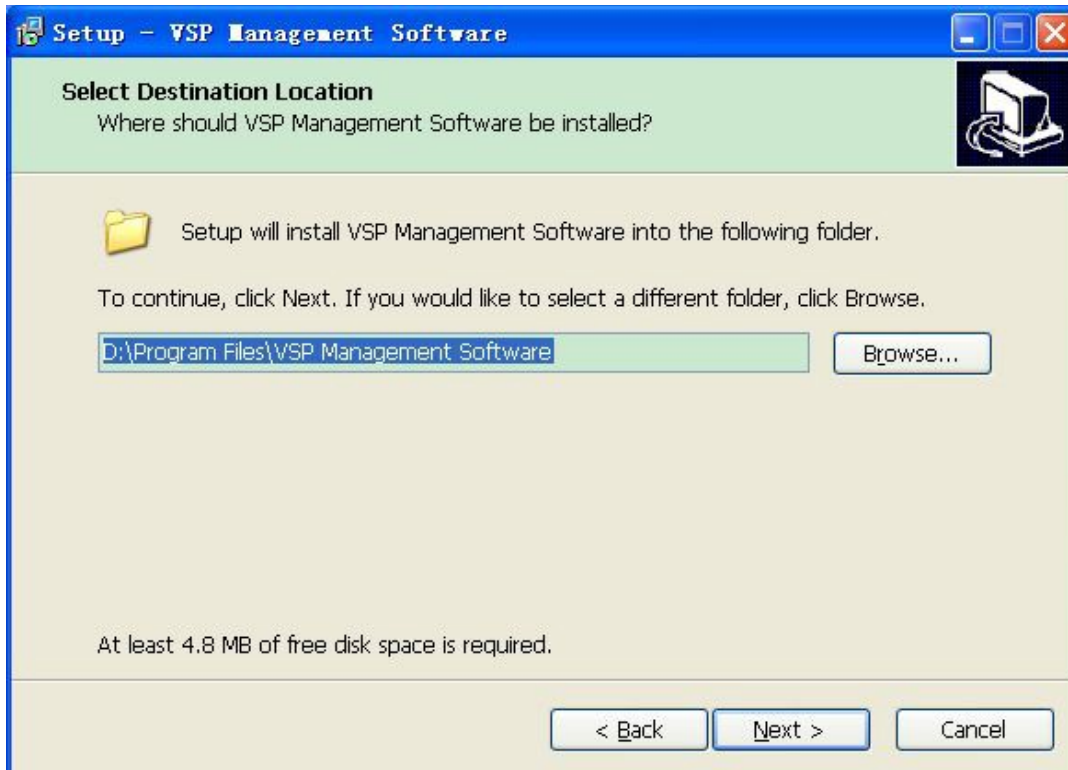 Setup - VSP Management Software
Select Destination Location
Where should VSP Management Software be installed?
Setup will install VSP Management Software into the following folder.
To continue, click Next. If you would like to select a different folder, click Browse.
D:\Program Files\VSP Management Software
Browse...
At least 4.8 MB of free disk space is required.
< Back
Next >
Cancel